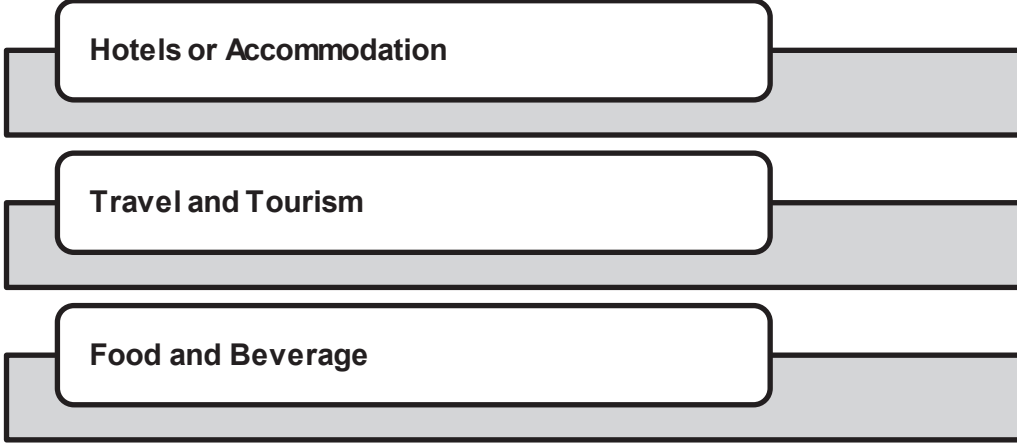 Hotels or Accommodation
Travel and Tourism
Food and Beverage